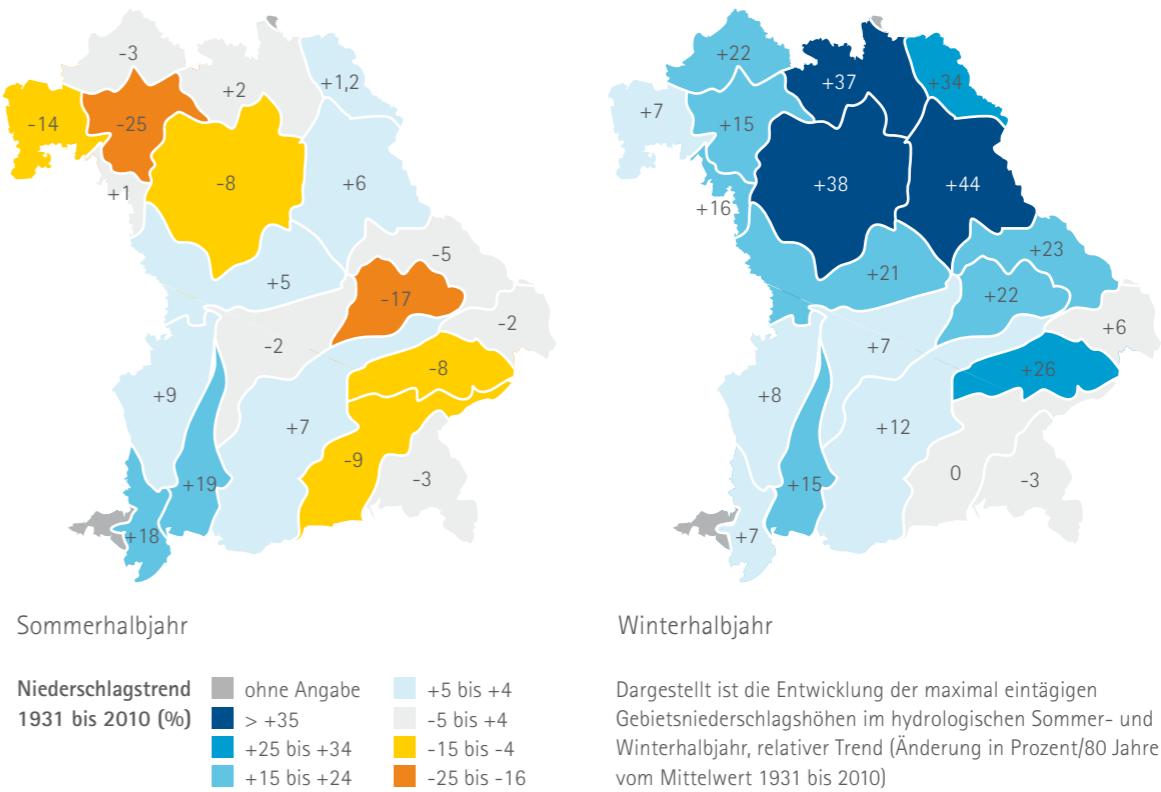 -3
+2
+1,2
-14
-25
-8
+6
+1
-5
+5
-17
-2
-2
-8
+9
+7
-9
-3
+19
+18
Sommerhalbjahr
+22
+37
+34
+7
+15
+38
+44
+16
+23
+21
+22
+6
+7
+26
+8
+12
0
-3
+15
+7
Winterhalbjahr
Niederschlagstrend
1931 bis 2010 (%)
ohne Angabe
> +35
+25 bis +34
+15 bis +24
+5 bis +4
-5 bis +4
-15 bis -4
-25 bis -16
Dargestellt ist die Entwicklung der maximal eintägigen
Gebietsniederschlagshöhen im hydrologischen Sommer- und
Winterhalbjahr, relativer Trend (Änderung in Prozent/80 Jahre
vom Mittelwert 1931 bis 2010)